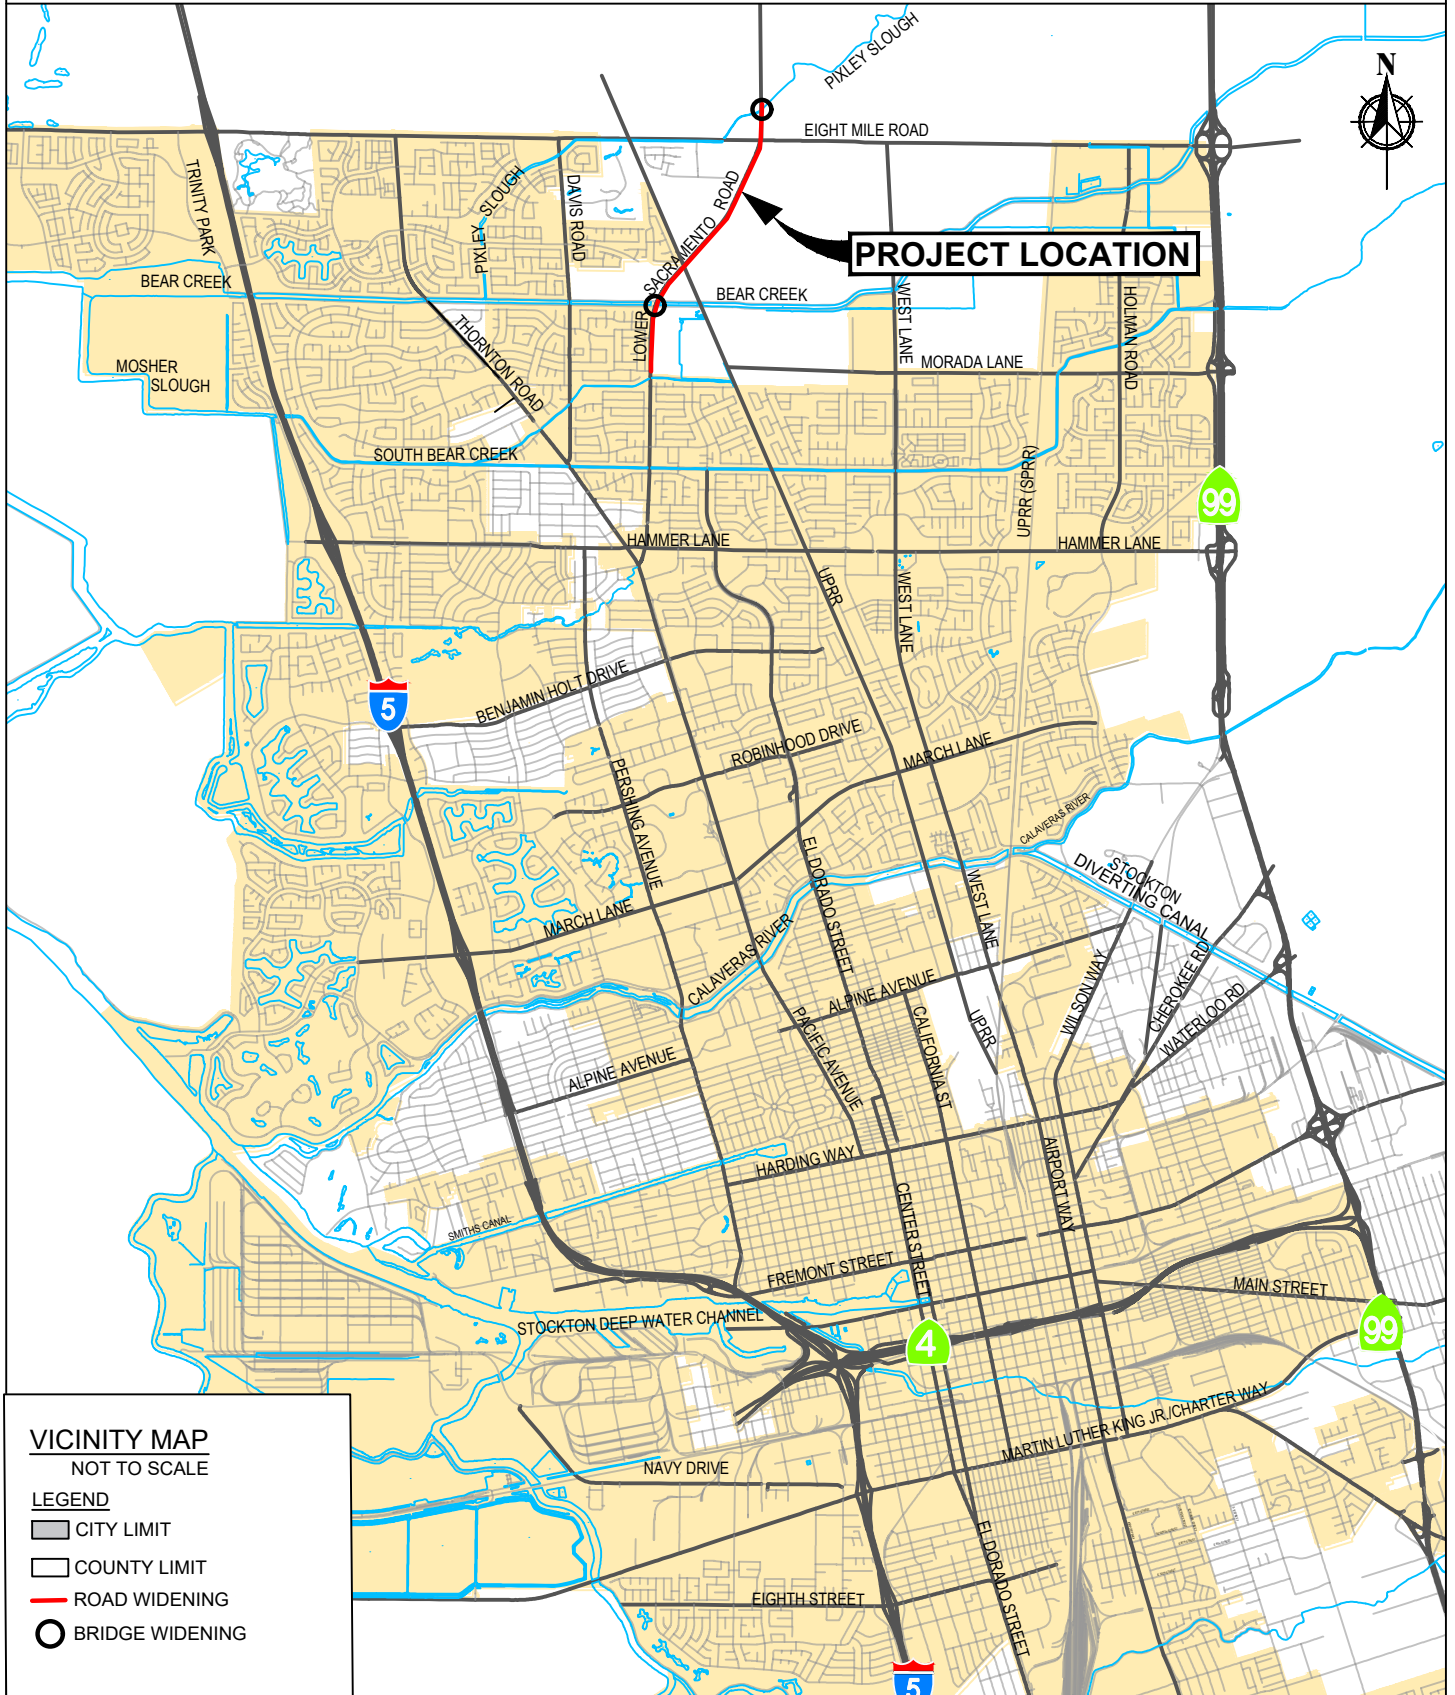 PIXLEY SLOUGH
N
EIGHT MILE ROAD
TRINITY PARK
PIXLEY SLOUGH
DAVIS ROAD
LOWER SACRAMENTO ROAD
PROJECT LOCATION
BEAR CREEK
BEAR CREEK
WEST LANE
HOLMAN ROAD
THORNTON ROAD
MOSHER
SLOUGH
MORADA LANE
SOUTH BEAR CREEK
UPRR (SPRR)
99
HAMMER LANE
HAMMER LANE
UPRR
WEST LANE
5
BENJAMIN HOLT DRIVE
ROBINHOOD DRIVE
MARCH LANE
PERSHING AVENUE
CALAVERAS RIVER
EL DORADO STREET
STOCKTON
DIVERTING CANAL
WEST LANE
MARCH LANE
CALAVERAS RIVER
ALPINE AVENUE
WILSON WAY
CHEROKEE RD
WATERLOO RD
PACIFIC AVENUE
CALIFORNIA ST
UPRR
ALPINE AVENUE
HARDING WAY
AIRPORT WAY
CENTER STREET
SMITHS CANAL
FREMONT STREET
MAIN STREET
STOCKTON DEEP WATER CHANNEL
4
99
MARTIN LUTHER KING JR./CHARTER WAY
NAVY DRIVE
EL DORADO STREET
EIGHTH STREET
5
VICINITY MAP
NOT TO SCALE
LEGEND
CITY LIMIT
COUNTY LIMIT
ROAD WIDENING
BRIDGE WIDENING